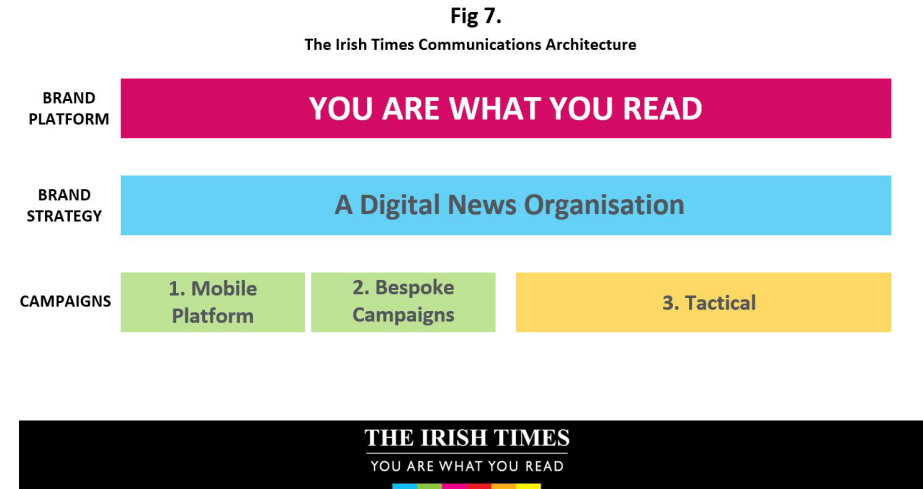 Fig 7.
The Irish Times Communications Architecture
BRAND
PLATFORM
YOU ARE WHAT YOU READ
BRAND
STRATEGY
A Digital News Organisation
CAMPAIGNS
1. Mobile
Platform
2. Bespoke
Campaigns
3. Tactical
THE IRISH TIMES
YOU ARE WHAT YOU READ